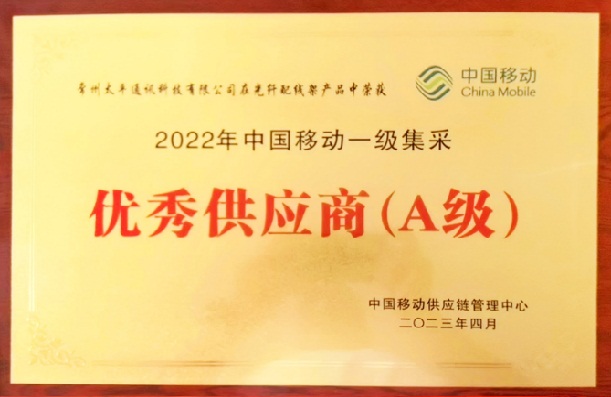 常州太平通讯科技有限公司在光纤配线架产品中荣获
中国移动
China Mobile
2022年中国移动一级集采
优秀供应商(A级)
中国移动供应链管理中心
二〇二三年四月